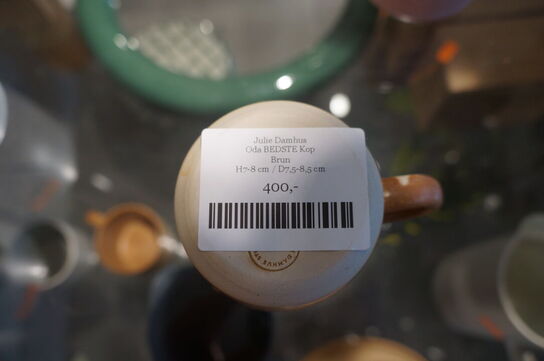 Julie Damhus
Oda BEDSTE Kop
Brun
H7-8 cm / D7,5-8,5 cm
400,-